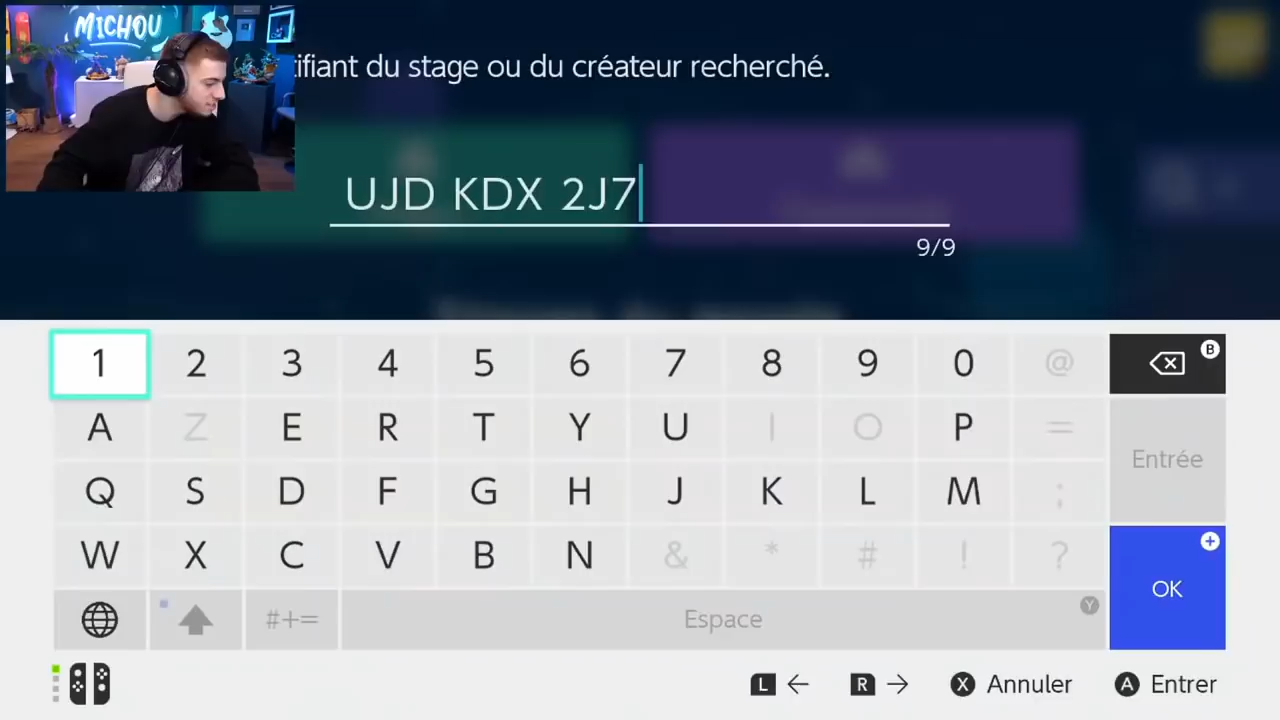 MICHOU
tifiant du stage ou du créateur recherché.
UJD KDX 2J7
9/9
1 2 3 4 5 6 7 8 9 0 @ B
A Z E R T Y U I O P =
Entrée
Q S D F G H J K L M ;
W X C V B N & * # ! ? +
OK
#+= Espace Y
L ← R → X Annuler A Entrer